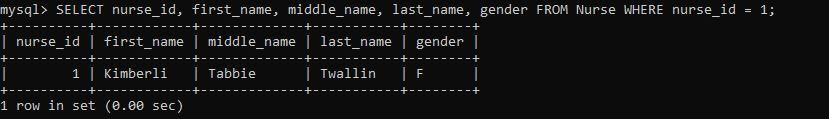 mysql> SELECT nurse_id, first_name, middle_name, last_name, gender FROM Nurse WHERE nurse_id = 1;
+----------+------------+-------------+-----------+--------+
| nurse_id | first_name | middle_name | last_name | gender |
+----------+------------+-------------+-----------+--------+
|        1 | Kimberli   | Tabbie      | Twallin   | F      |
+----------+------------+-------------+-----------+--------+
1 row in set (0.00 sec)